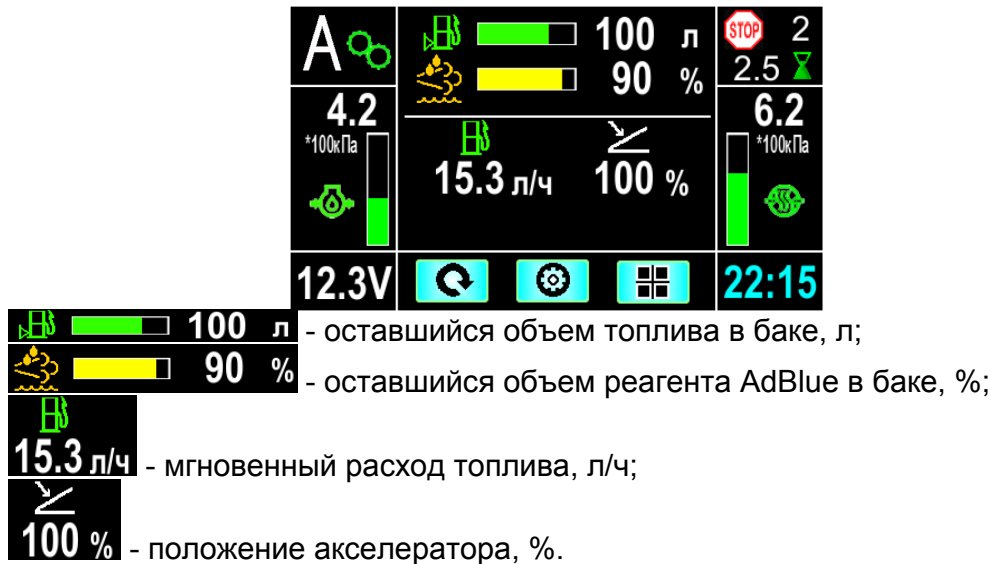 A
100 л
90 %
STOP 2
2.5
4.2
*100кПа
15.3 л/ч 100 %
6.2
*100кПа
12.3V
22:15
100 л - оставшийся объем топлива в баке, л;
90 % - оставшийся объем реагента AdBlue в баке, %;
15.3 л/ч - мгновенный расход топлива, л/ч;
100 % - положение акселератора, %.